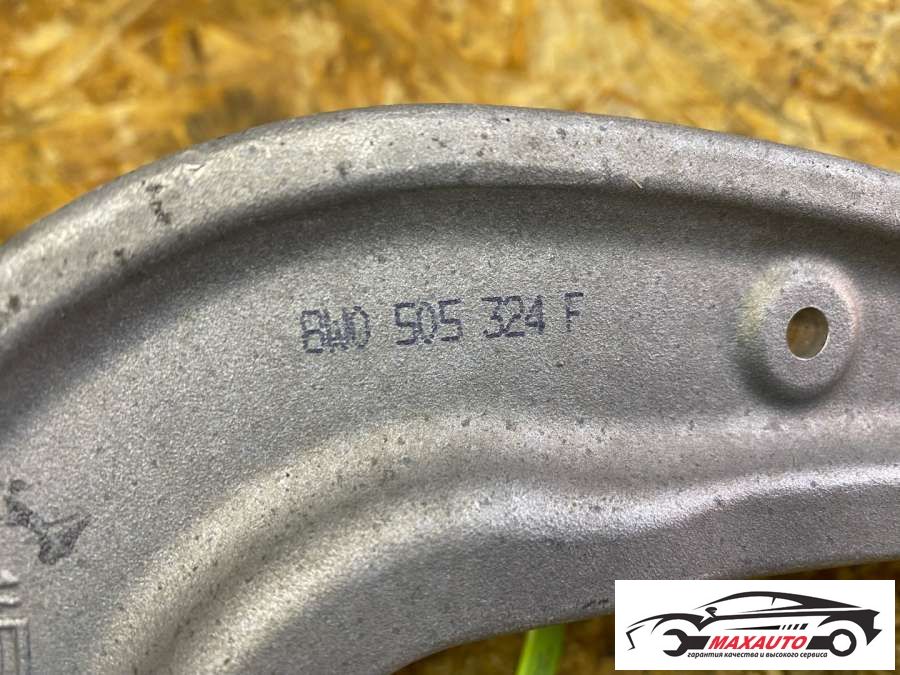 8W0 505 324 F
MAXAUTO
гарантия качества и высокого сервиса